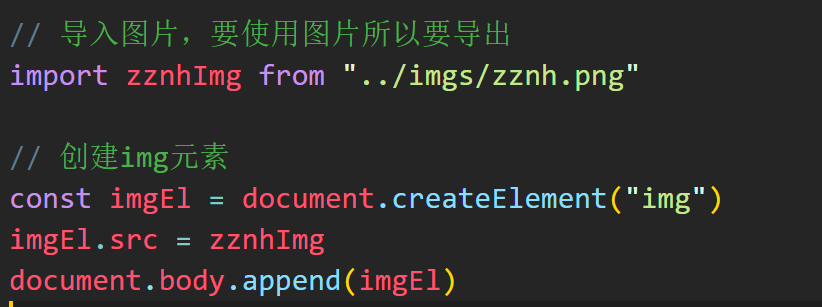 // 导入图片，要使用图片所以要导出
import zznhImg from "../imgs/zznh.png"
// 创建img元素
const imgEl = document.createElement("img")
imgEl.src = zznhImg
document.body.append(imgEl)